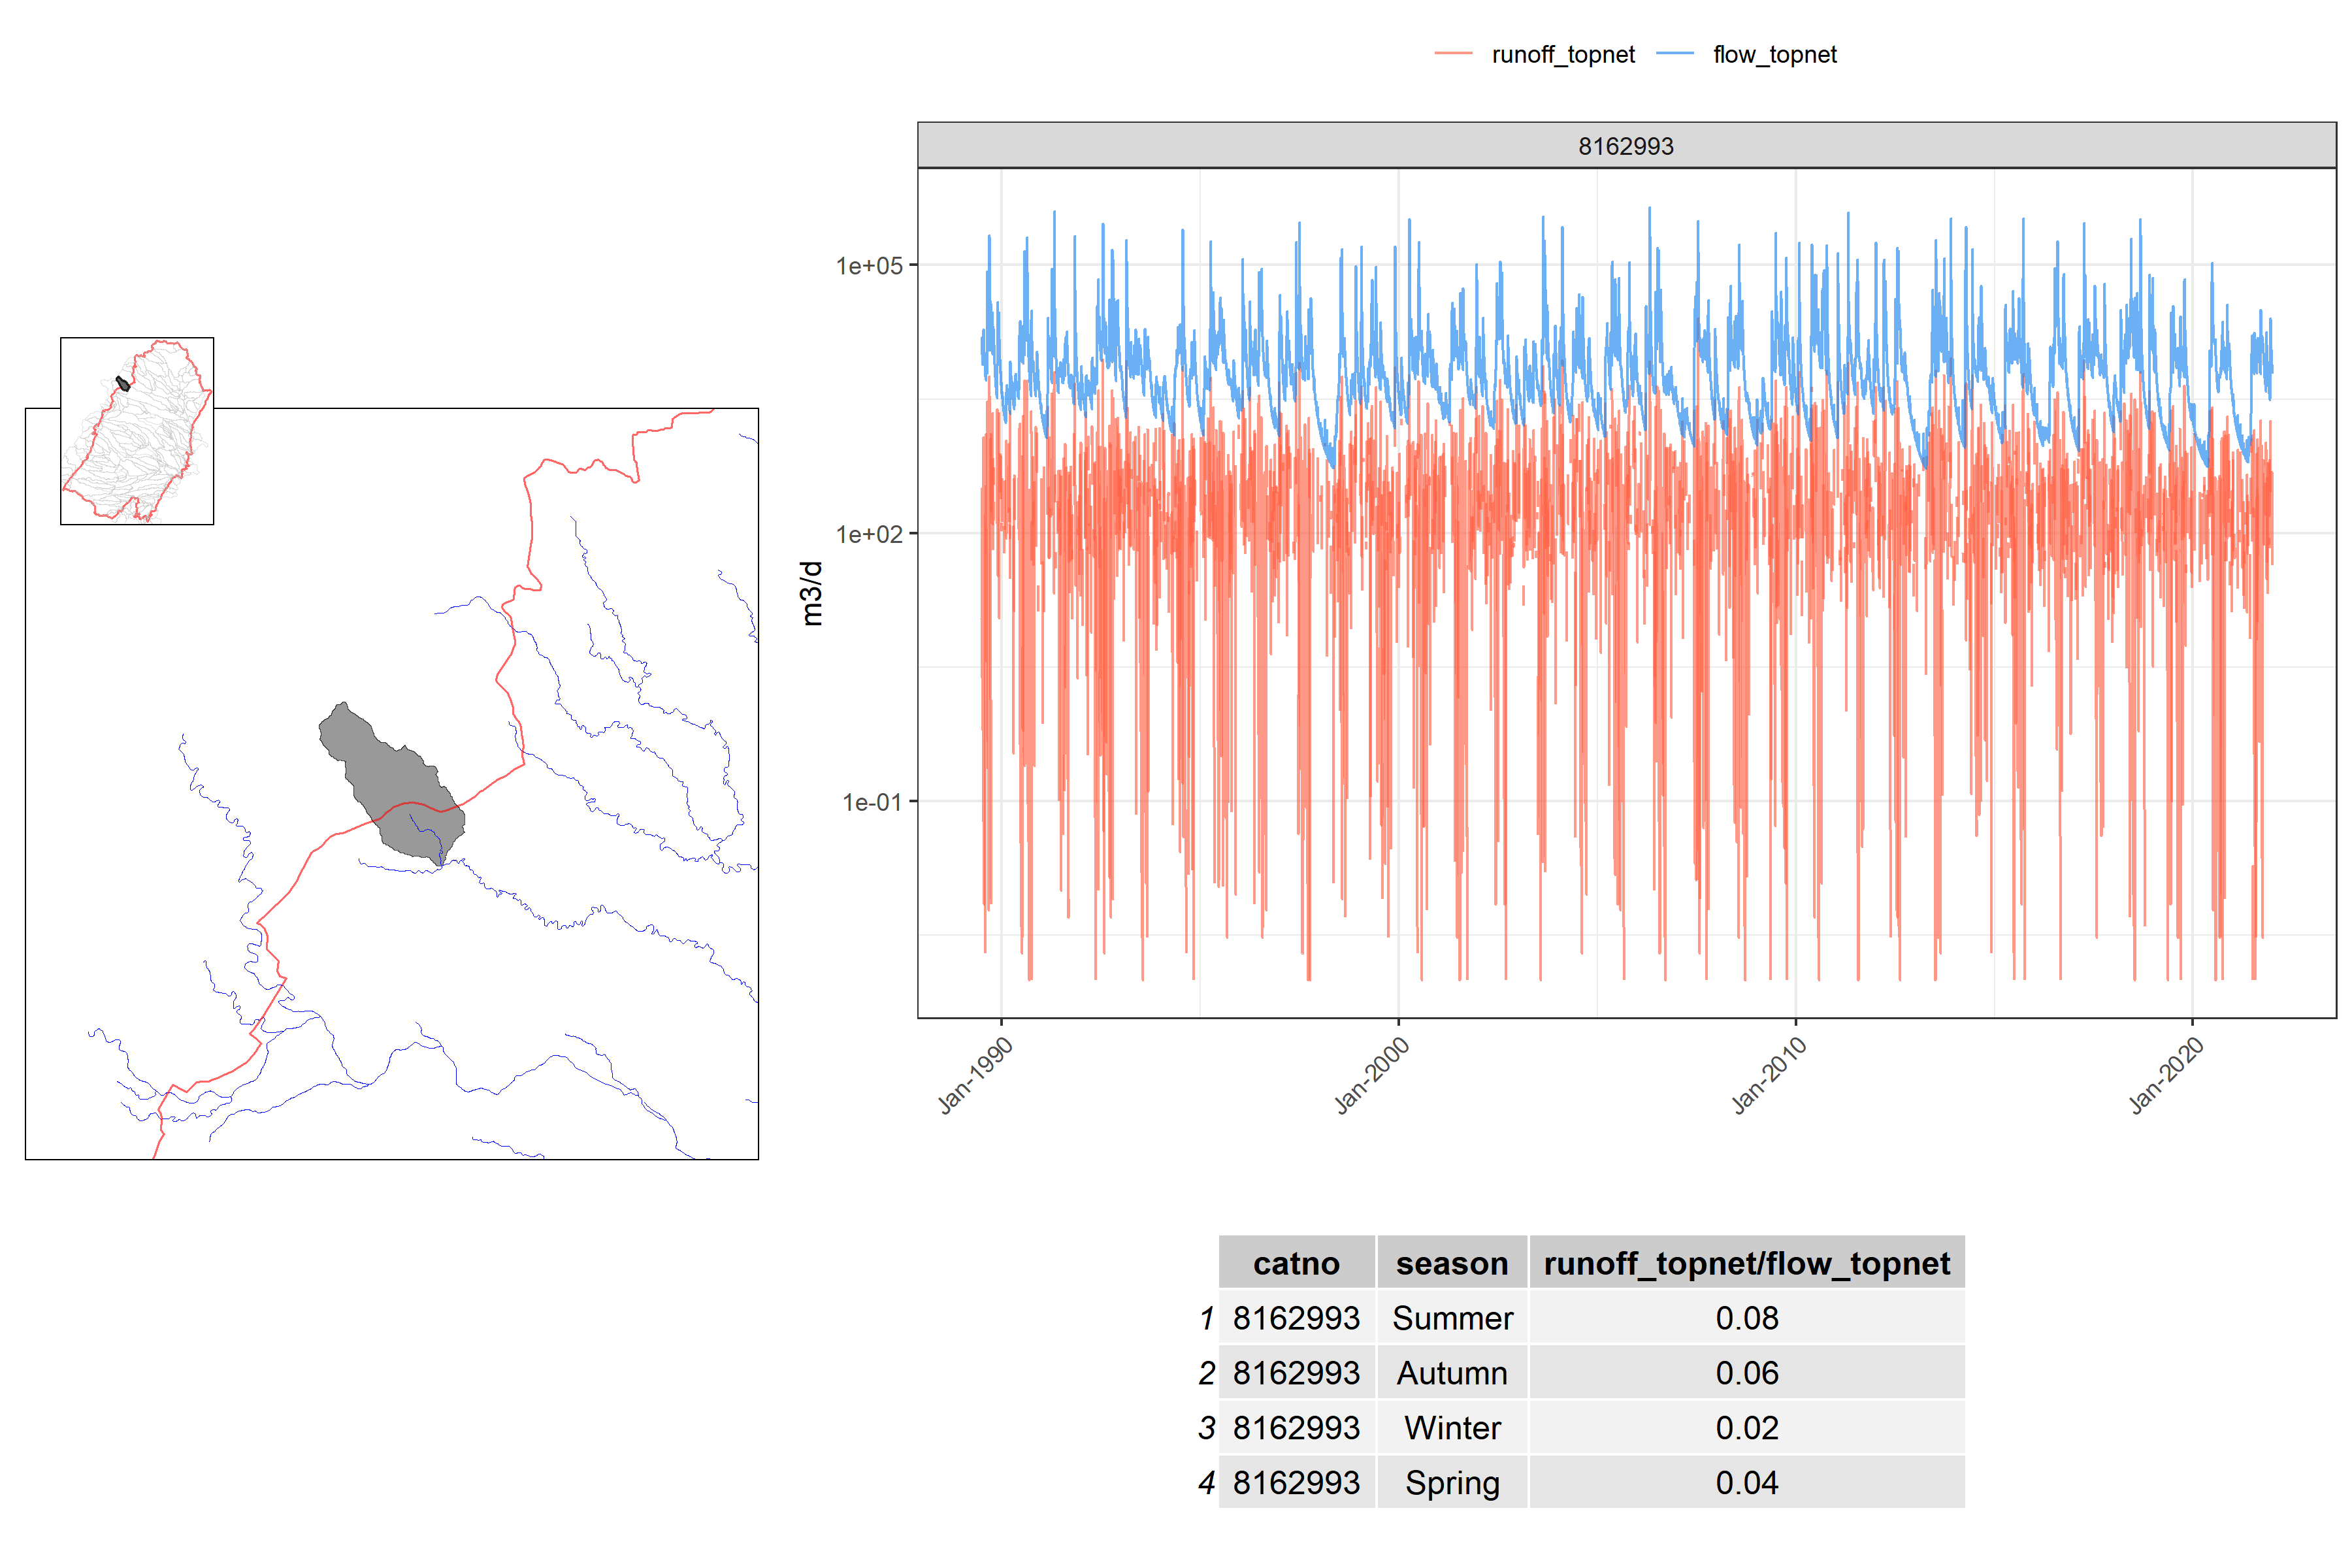 runoff_topnet flow_topnet
8162993
1e+05
1e+02
1e-01
m3/d
Jan-1990 Jan-2000 Jan-2010 Jan-2020
catno season runoff_topnet/flow_topnet
1 8162993 Summer 0.08
2 8162993 Autumn 0.06
3 8162993 Winter 0.02
4 8162993 Spring 0.04